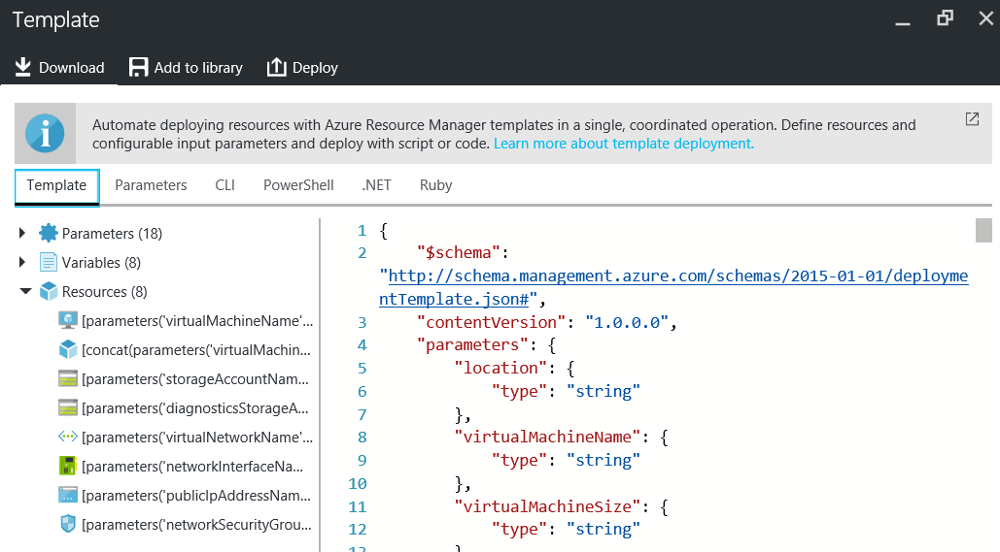 Template
Download
Add to library
Deploy
Automate deploying resources with Azure Resource Manager templates in a single, coordinated operation. Define resources and
configurable input parameters and deploy with script or code. Learn more about template deployment.
Template
Parameters
CLI
PowerShell
.NET
Ruby
Parameters (18)
Variables (8)
Resources (8)
[parameters('virtualMachineName'...
[concat(parameters('virtualMachin...
[parameters('storageAccountNam...
[parameters('diagnosticsStorageA...
[parameters('virtualNetworkName'...
[parameters('networkInterfaceNa...
[parameters('publicIpAddressNam...
[parameters('networkSecurityGrou...
1 {
2 "$schema":
"http://schema.management.azure.com/schemas/2015-01-01/deployme
ntTemplate.json#",
3 "contentVersion": "1.0.0.0",
4 "parameters": {
5 "location": {
6 "type": "string"
7 },
8 "virtualMachineName": {
9 "type": "string"
10 },
11 "virtualMachineSize": {
12 "type": "string"